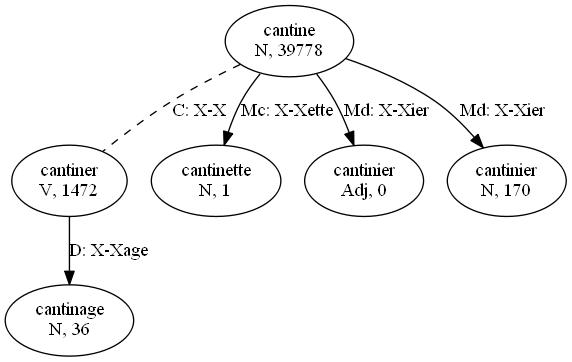 cantine
N, 39778
C: X-X
Mc: X-Xette
Md: X-Xier
Md: X-Xier
cantiner
V, 1472
cantinette
N, 1
cantinier
Adj, 0
cantinier
N, 170
D: X-Xage
cantinage
N, 36